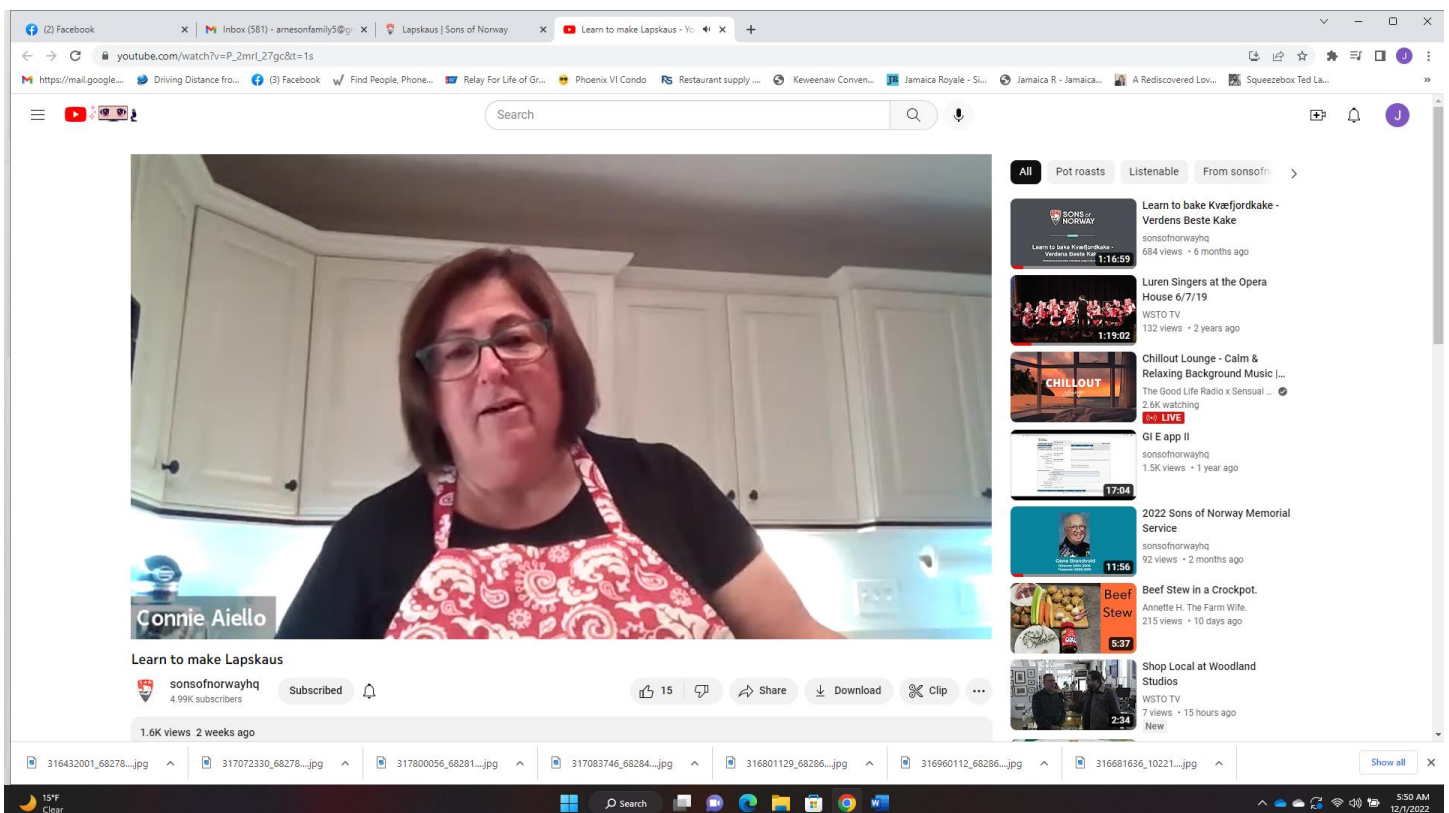 (2) Facebook
Inbox (581) - arnesonfamily5@gr
Lapskaus | Sons of Norway
Learn to make Lapskaus - Yo
youtube.com/watch?v=P_2mrl_27gc&t=1s
https://mail.google....
Driving Distance fro...
(3) Facebook
Find People, Phone...
Relay For Life of Gr...
Phoenix VI Condo
Restaurant supply ....
Keweenaw Conven...
Jamaica Royale - Si...
Jamaica R - Jamaica...
A Rediscovered Lov...
Squeezebox Ted La...
Search
J
Connie Aiello
Learn to make Lapskaus
sonsofnorwayhq
4.99K subscribers
Subscribed
15
Share
Download
Clip
1.6K views 2 weeks ago
All
Pot roasts
Listenable
From sonsofn
SONS of NORWAY
Learn to bake Kvæfjordkake -
1:16:59
Learn to bake Kvæfjordkake -
Verdens Beste Kake
sonsofnorwayhq
684 views • 6 months ago
1:19:02
Luren Singers at the Opera
House 6/7/19
WSTO TV
132 views • 2 years ago
CHILLOUT
Chillout Lounge - Calm &
Relaxing Background Music |...
The Good Life Radio x Sensual ...
2.6K watching
LIVE
17:04
GI E app II
sonsofnorwayhq
1.5K views • 1 year ago
11:56
2022 Sons of Norway Memorial
Service
sonsofnorwayhq
92 views • 2 months ago
Beef
Stew
5:37
Beef Stew in a Crockpot.
Annette H. The Farm Wife.
215 views • 10 days ago
2:34
Shop Local at Woodland
Studios
WSTO TV
7 views • 15 hours ago
New
316432001_68278....jpg
317072330_68278....jpg
317800056_68281....jpg
317083746_68284....jpg
316801129_68286....jpg
316960112_68286....jpg
316681636_10221....jpg
Show all
15°F
Clear
Search
5:50 AM
12/1/2022